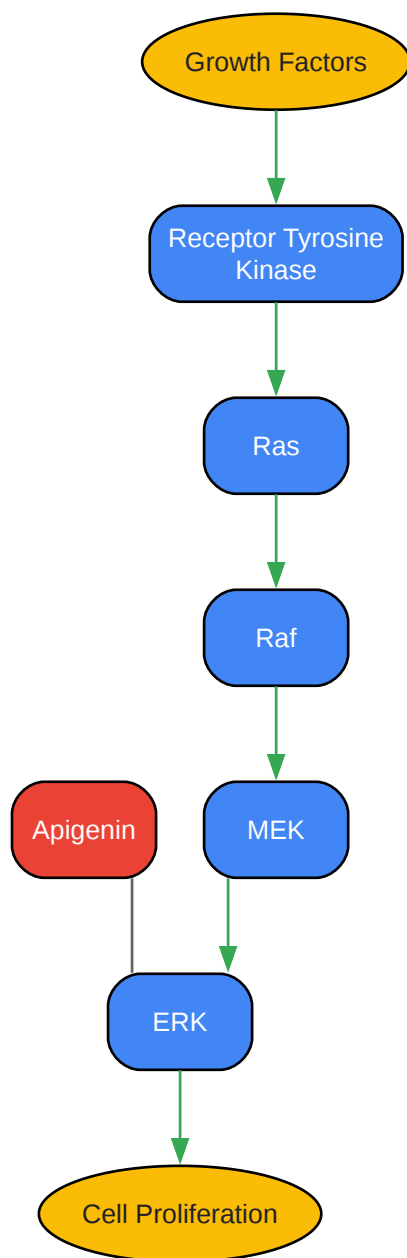 Growth Factors
Receptor Tyrosine
Kinase
Ras
Raf
Apigenin
MEK
ERK
Cell Proliferation